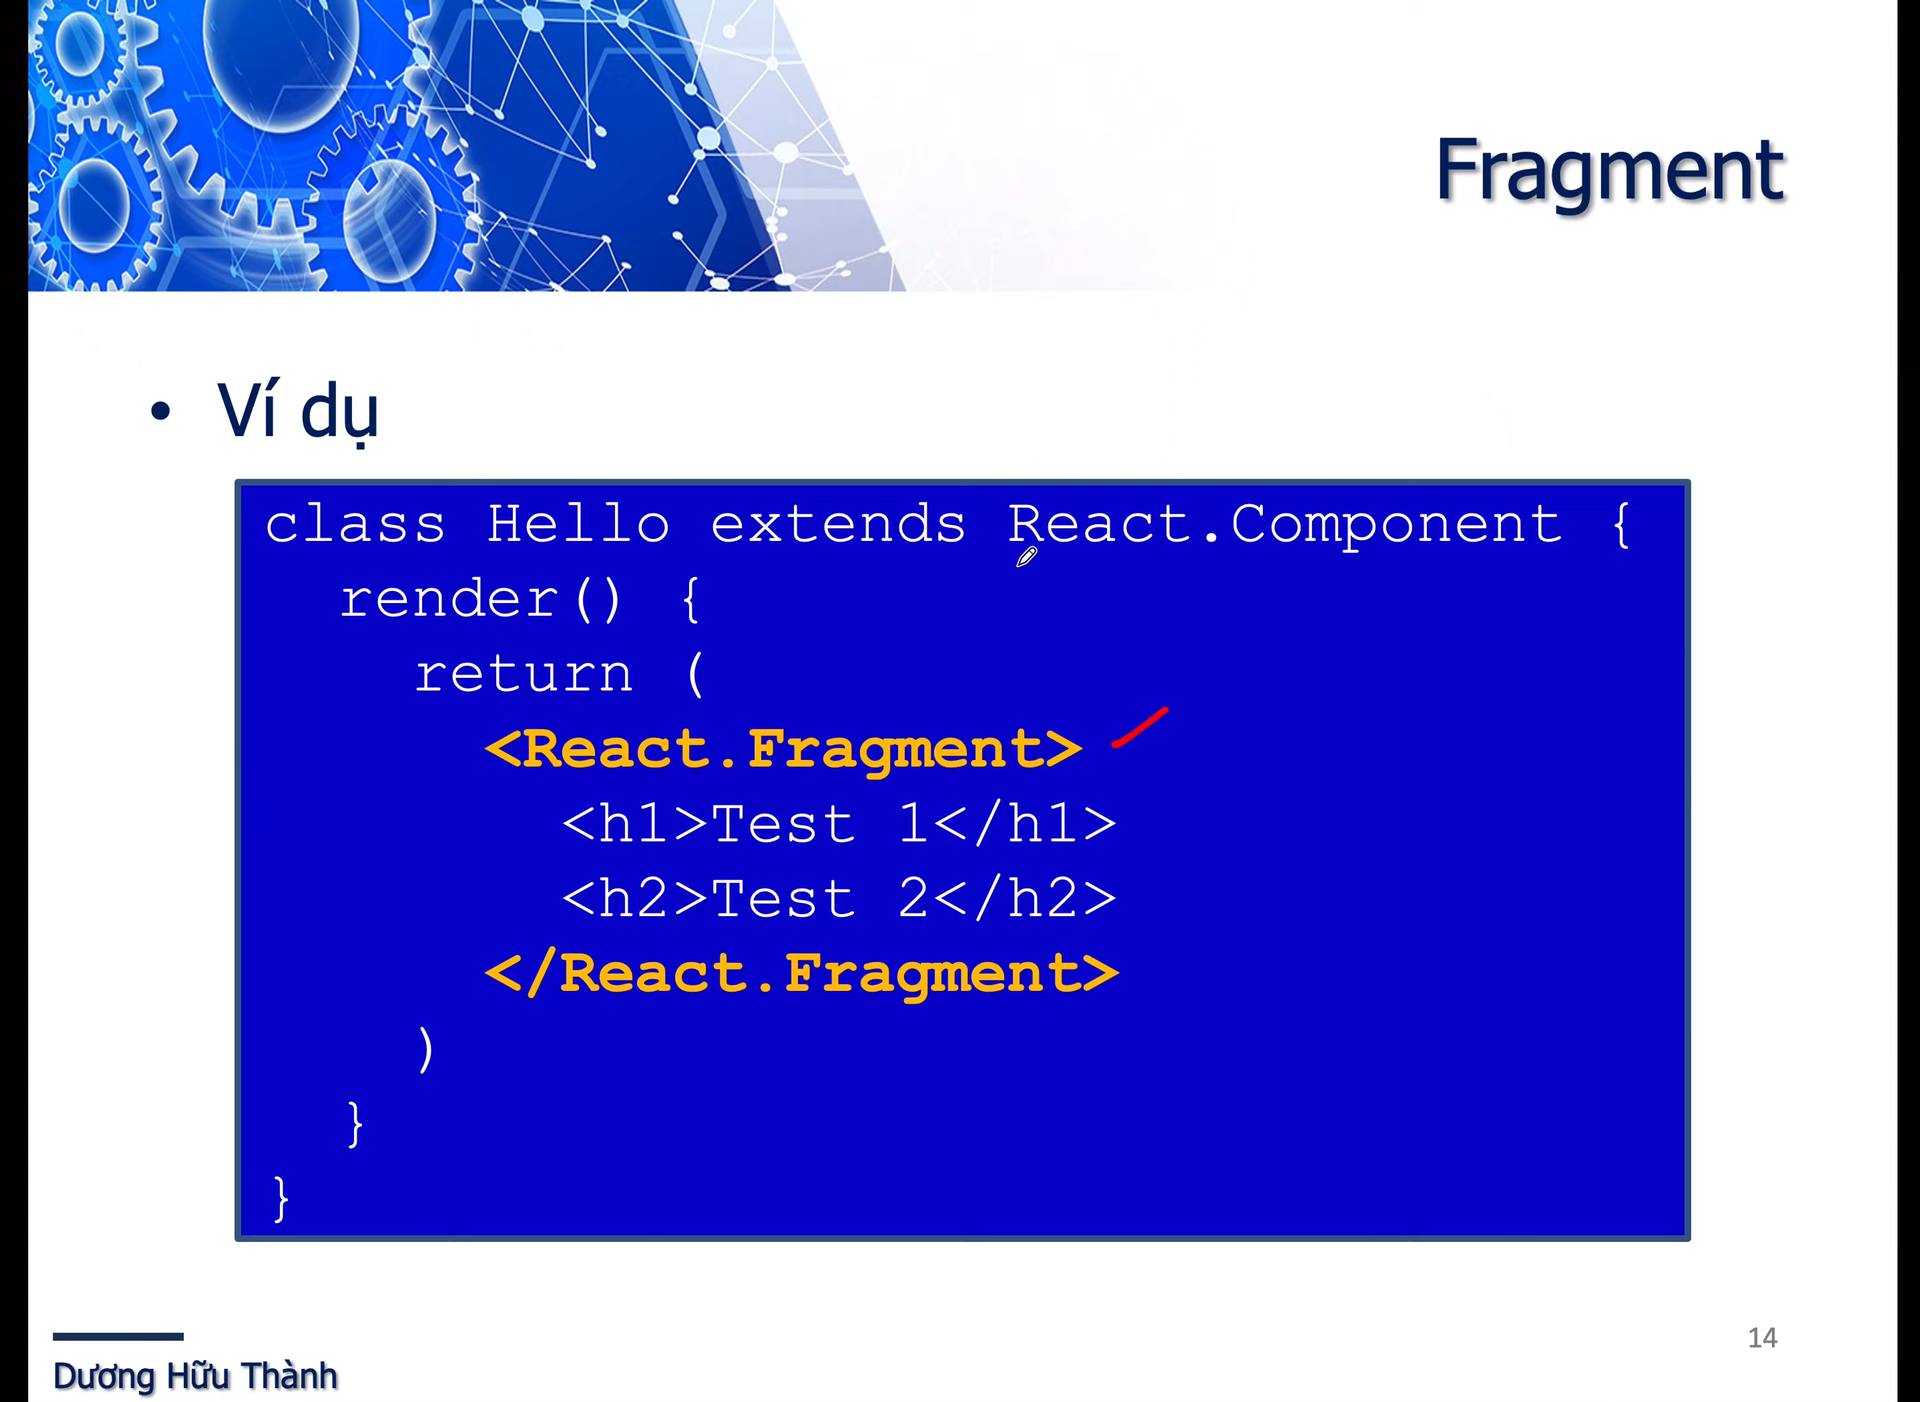 Fragment
• Ví dụ
class Hello extends React.Component {
render() {
return (
<React.Fragment>
<h1>Test 1</h1>
<h2>Test 2</h2>
</React.Fragment>
)
}
}
Dương Hữu Thành
14